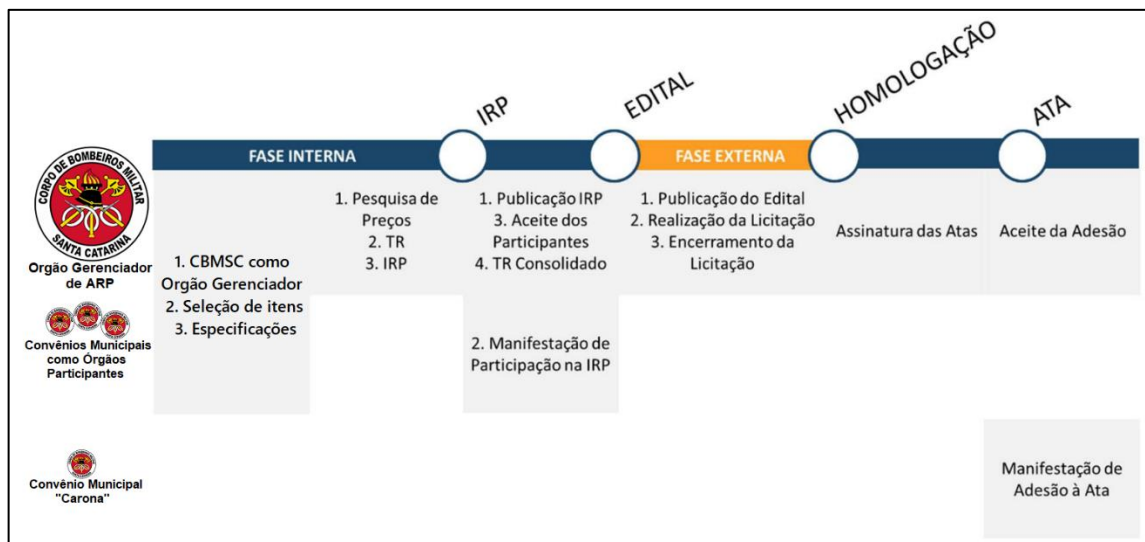 IRP
EDITAL
HOMOLOGAÇÃO
ATA
FASE INTERNA
FASE EXTERNA
CORPO DE BOMBEIROS MILITAR
SANTA CATARINA
Orgão Gerenciador
de ARP
1. CBMSC como
Orgão Gerenciador
2. Seleção de itens
3. Especificações
1. Pesquisa de
Preços
2. TR
3. IRP
1. Publicação IRP
3. Aceite dos
Participantes
4. TR Consolidado
1. Publicação do Edital
2. Realização da Licitação
3. Encerramento da
Licitação
Assinatura das Atas
Aceite da Adesão
Convênios Municipais
como Órgãos
Participantes
2. Manifestação de
Participação na IRP
Convênio Municipal
"Carona"
Manifestação de
Adesão à Ata